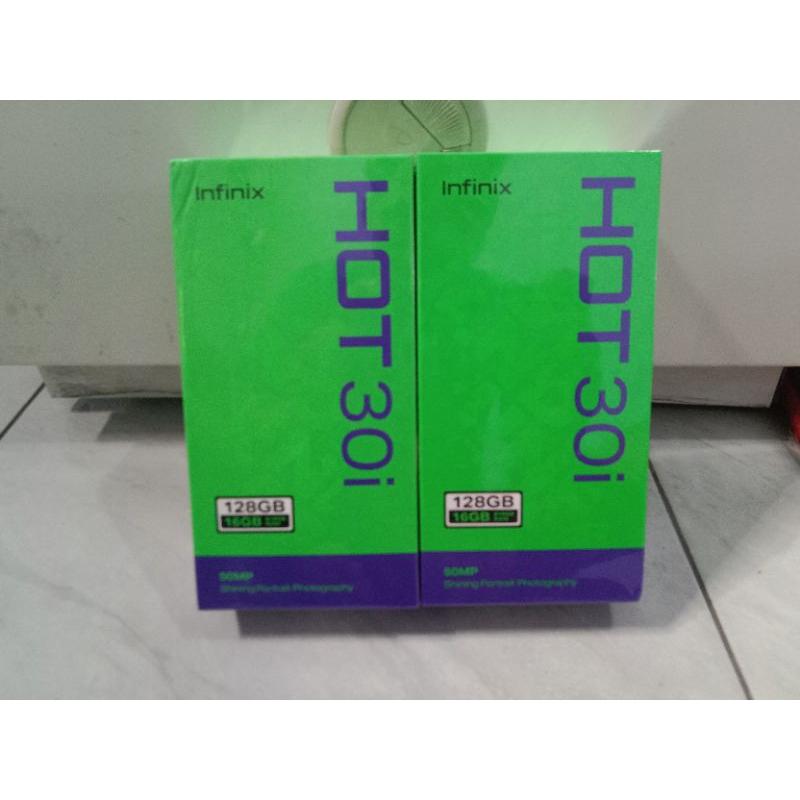 Infinix
HOT 30i
128GB
16GB
50MP
Shining Portrait Photography
Infinix
HOT 30i
128GB
16GB
50MP
Shining Portrait Photography